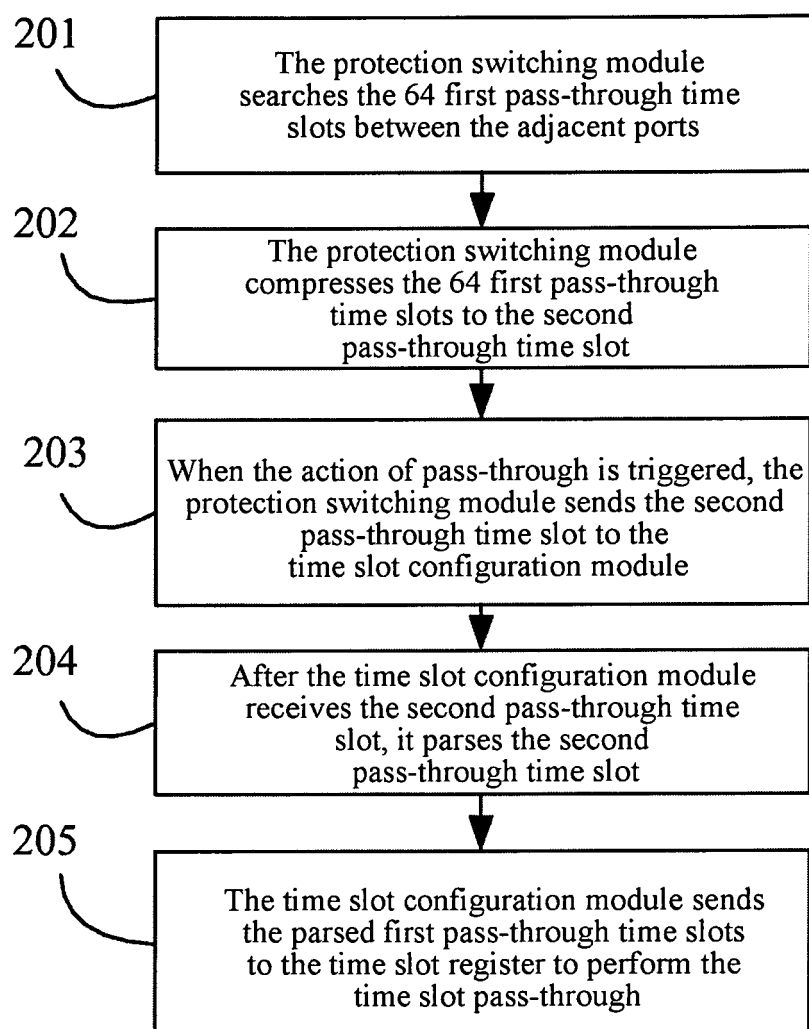 201
The protection switching module
searches the 64 first pass-through time
slots between the adjacent ports
202
The protection switching module
compresses the 64 first pass-through
time slots to the second
pass-through time slot
203
When the action of pass-through is triggered, the
protection switching module sends the second
pass-through time slot to the
time slot configuration module
204
After the time slot configuration module
receives the second pass-through time
slot, it parses the second
pass-through time slot
205
The time slot configuration module sends
the parsed first pass-through time slots
to the time slot register to perform the
time slot pass-through